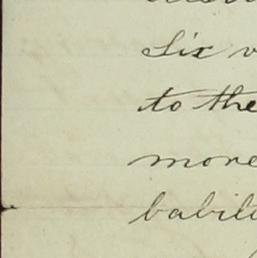 Six
to the
more
babili